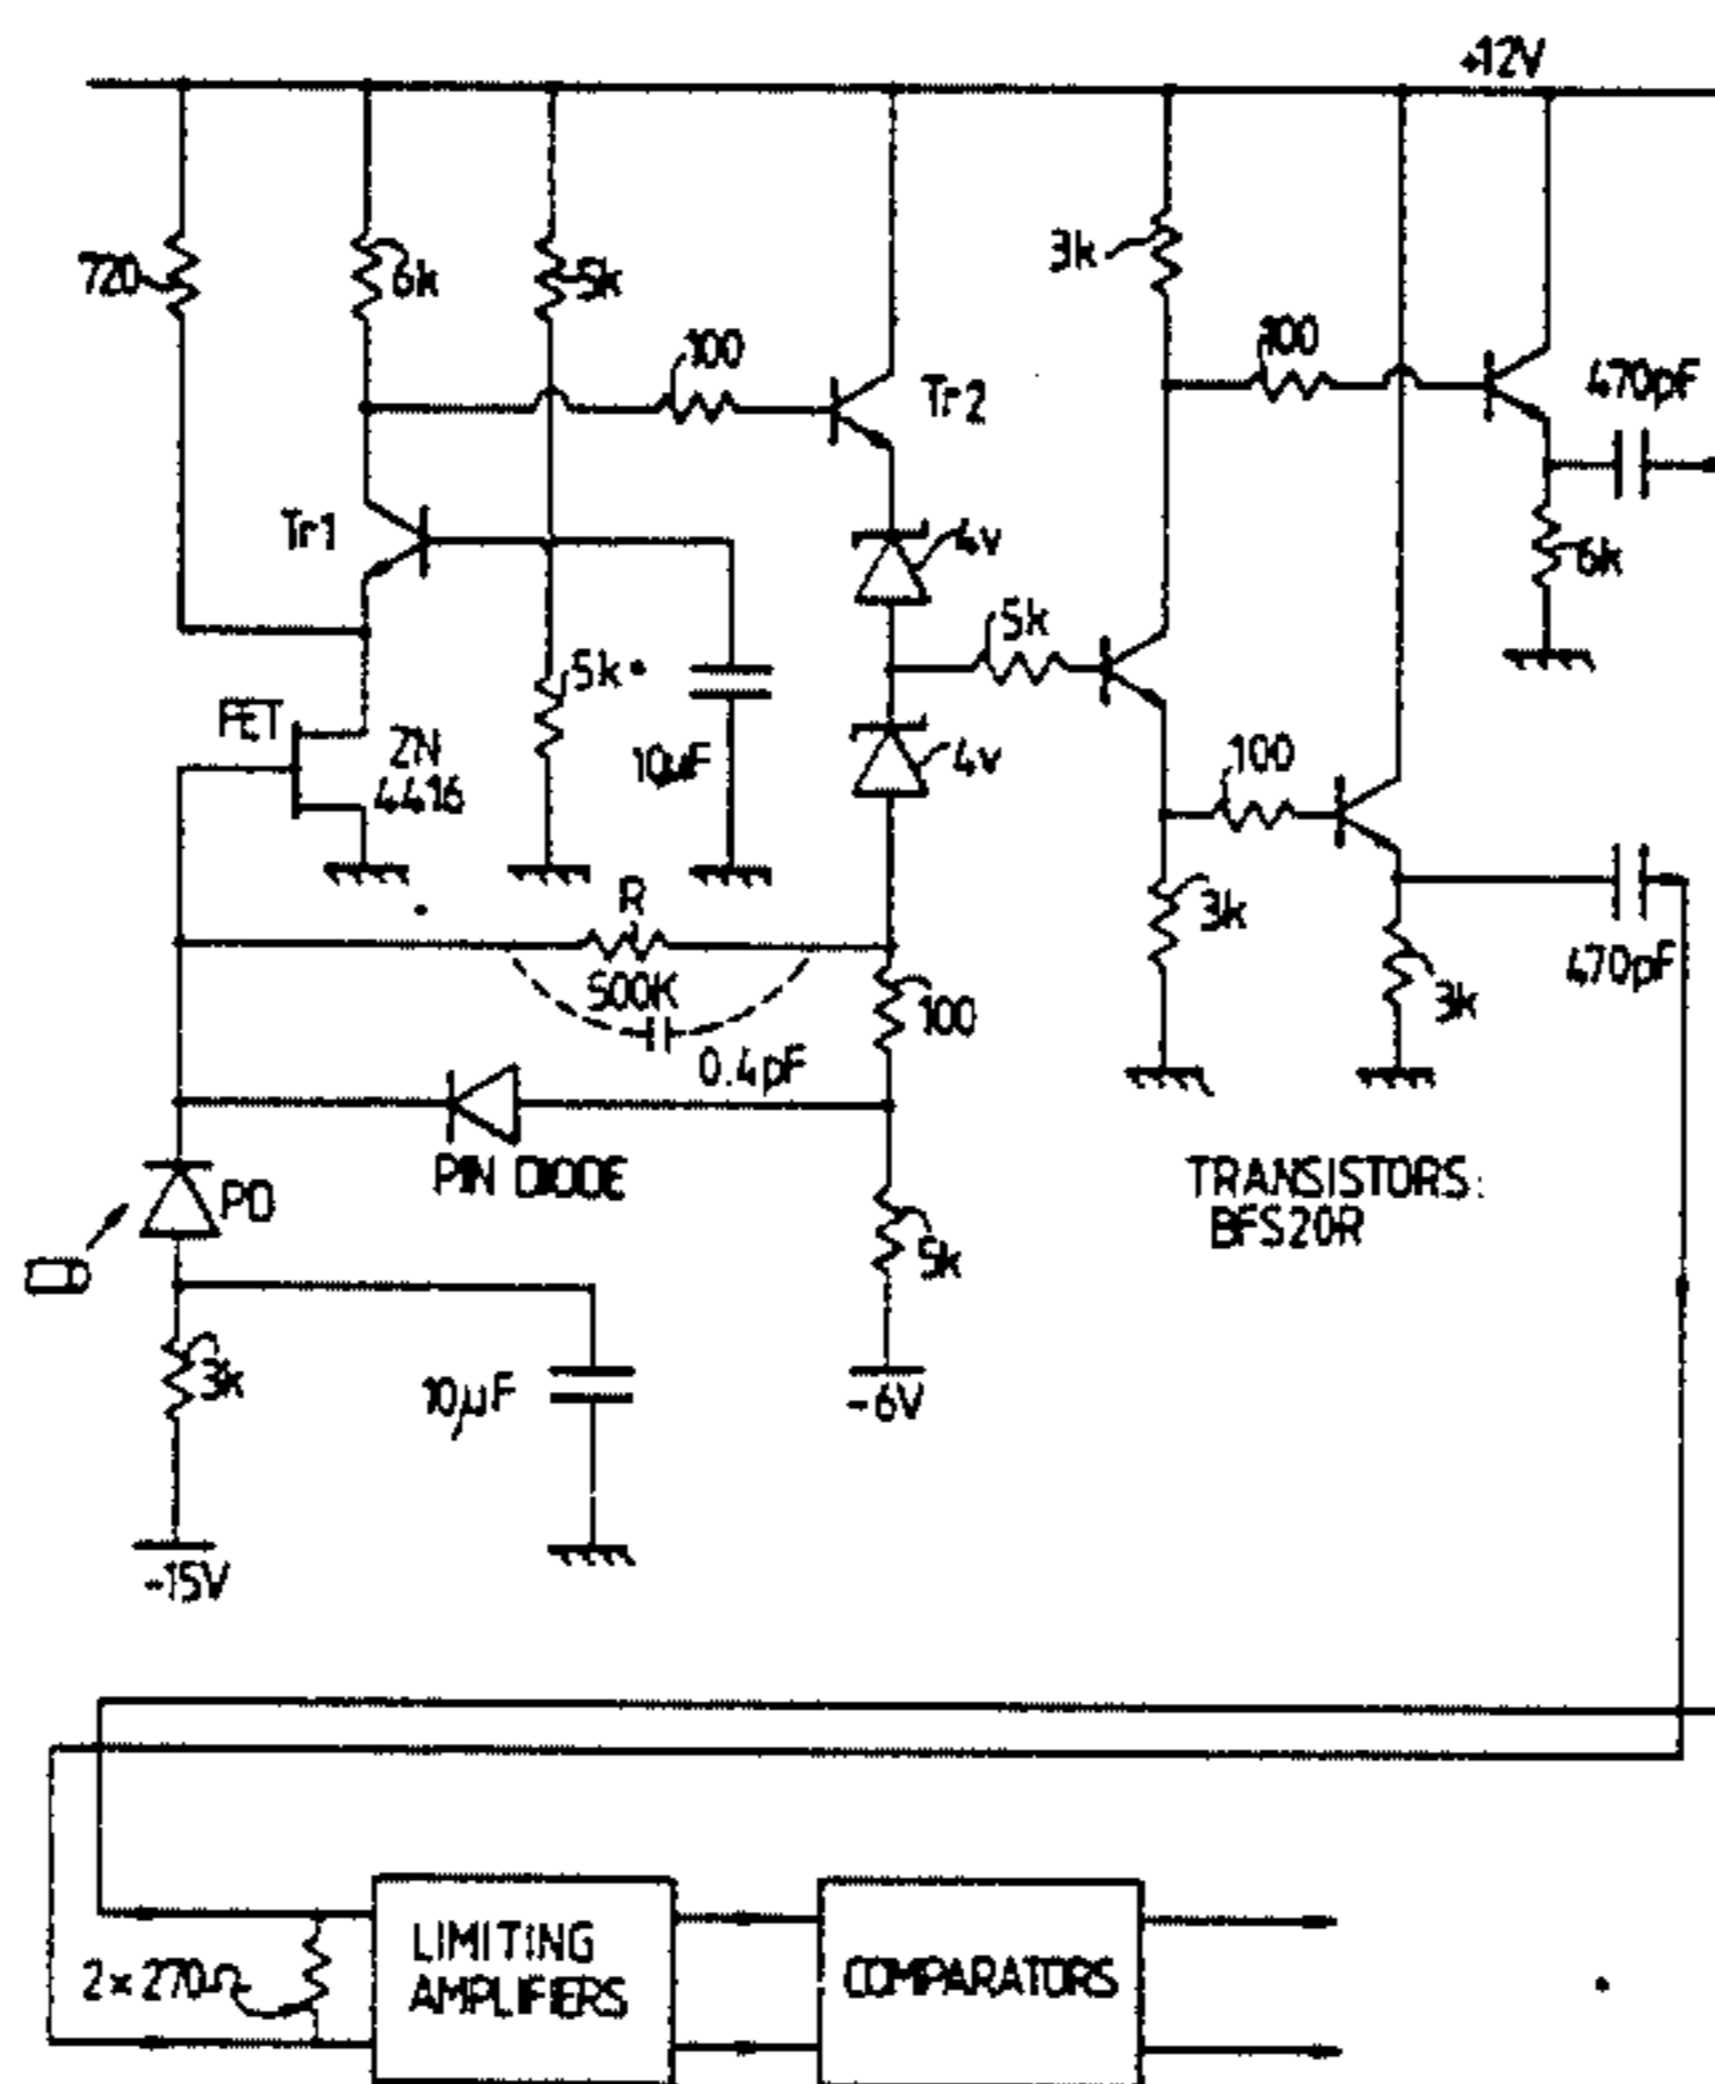 +12V
720
6k
5k
3k
100
100
470pF
Tr2
Tr1
4v
6k
5k
5k
FET
2N
4416
10µF
4v
100
R
3k
470pF
500K
100
3k
0.4pF
PIN DIODE
PD
TRANSISTORS:
BFS20R
5k
3k
10µF
-6V
-15V
LIMITING
AMPLIFIERS
2×270Ω
COMPARATORS